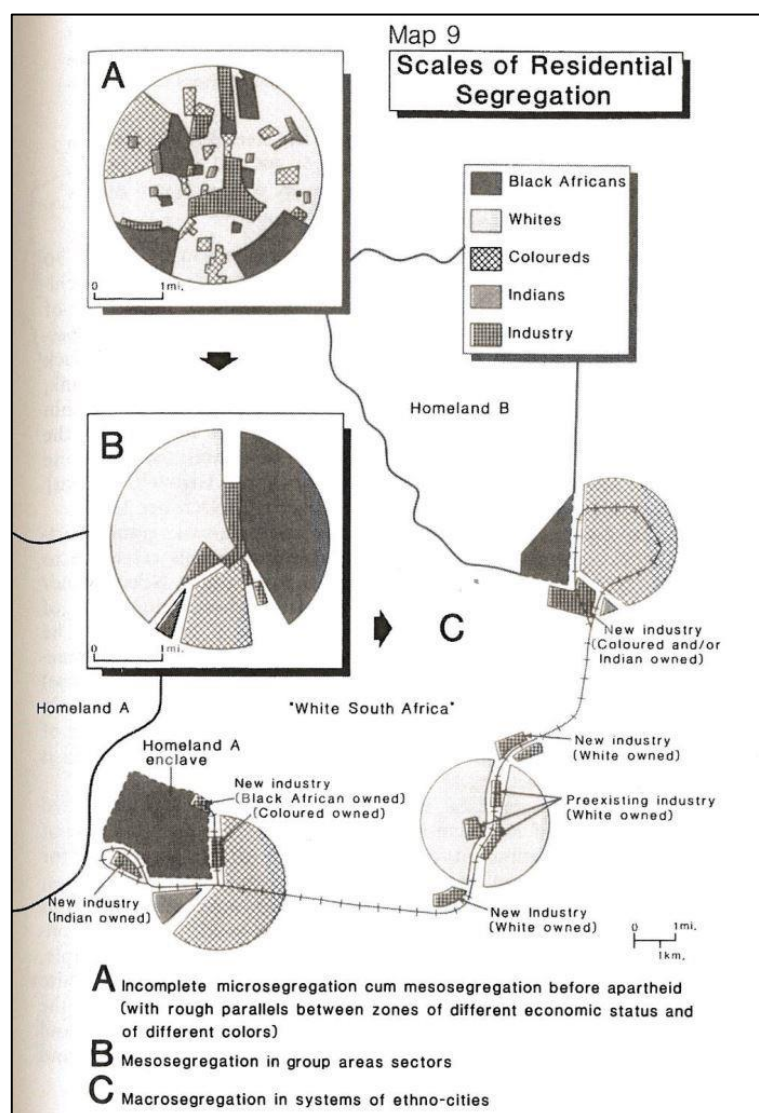 Map 9
Scales of Residential
Segregation
A
0 1mi.
Black Africans
Whites
Coloureds
Indians
Industry
Homeland B
B
0 1mi.
C
New industry
(Coloured and/or
Indian owned)
Homeland A
"White South Africa"
Homeland A
enclave
New industry
(Black African owned)
(Coloured owned)
New industry
(White owned)
Preexisting industry
(White owned)
New industry
(Indian owned)
New Industry
(White owned)
0 1mi.
1km.
A Incomplete microsegregation cum mesosegregation before apartheid
(with rough parallels between zones of different economic status and
of different colors)
B Mesosegregation in group areas sectors
C Macrosegregation in systems of ethno-cities